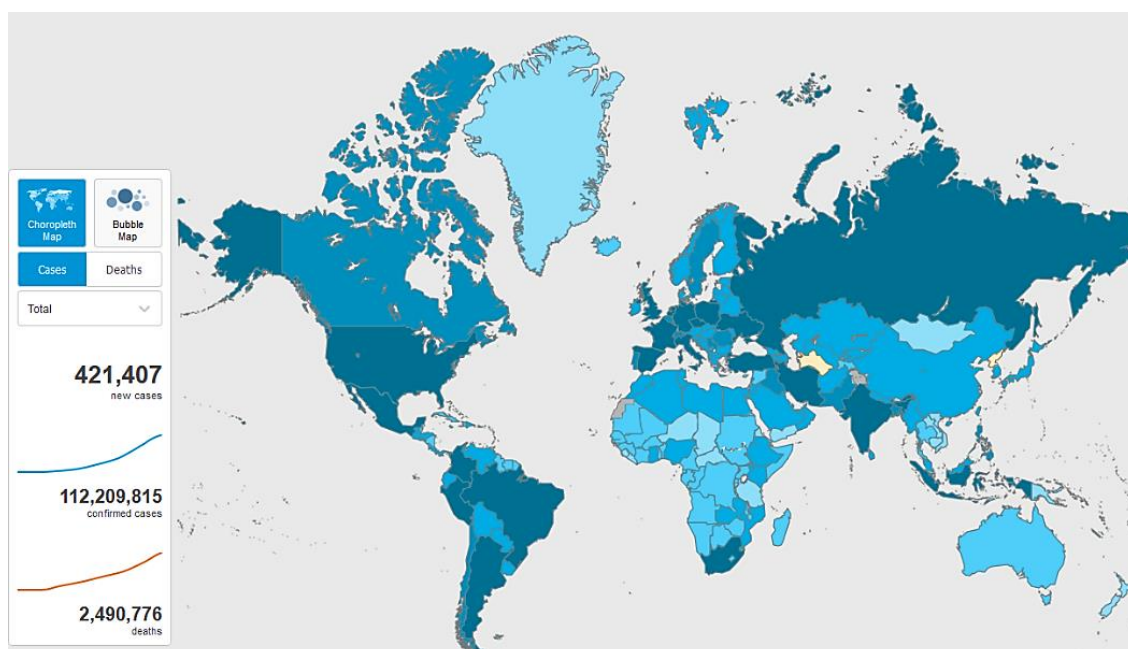 Choropleth
Map
Bubble
Map
Cases
Deaths
Total
421,407
new cases
112,209,815
confirmed cases
2,490,776
deaths